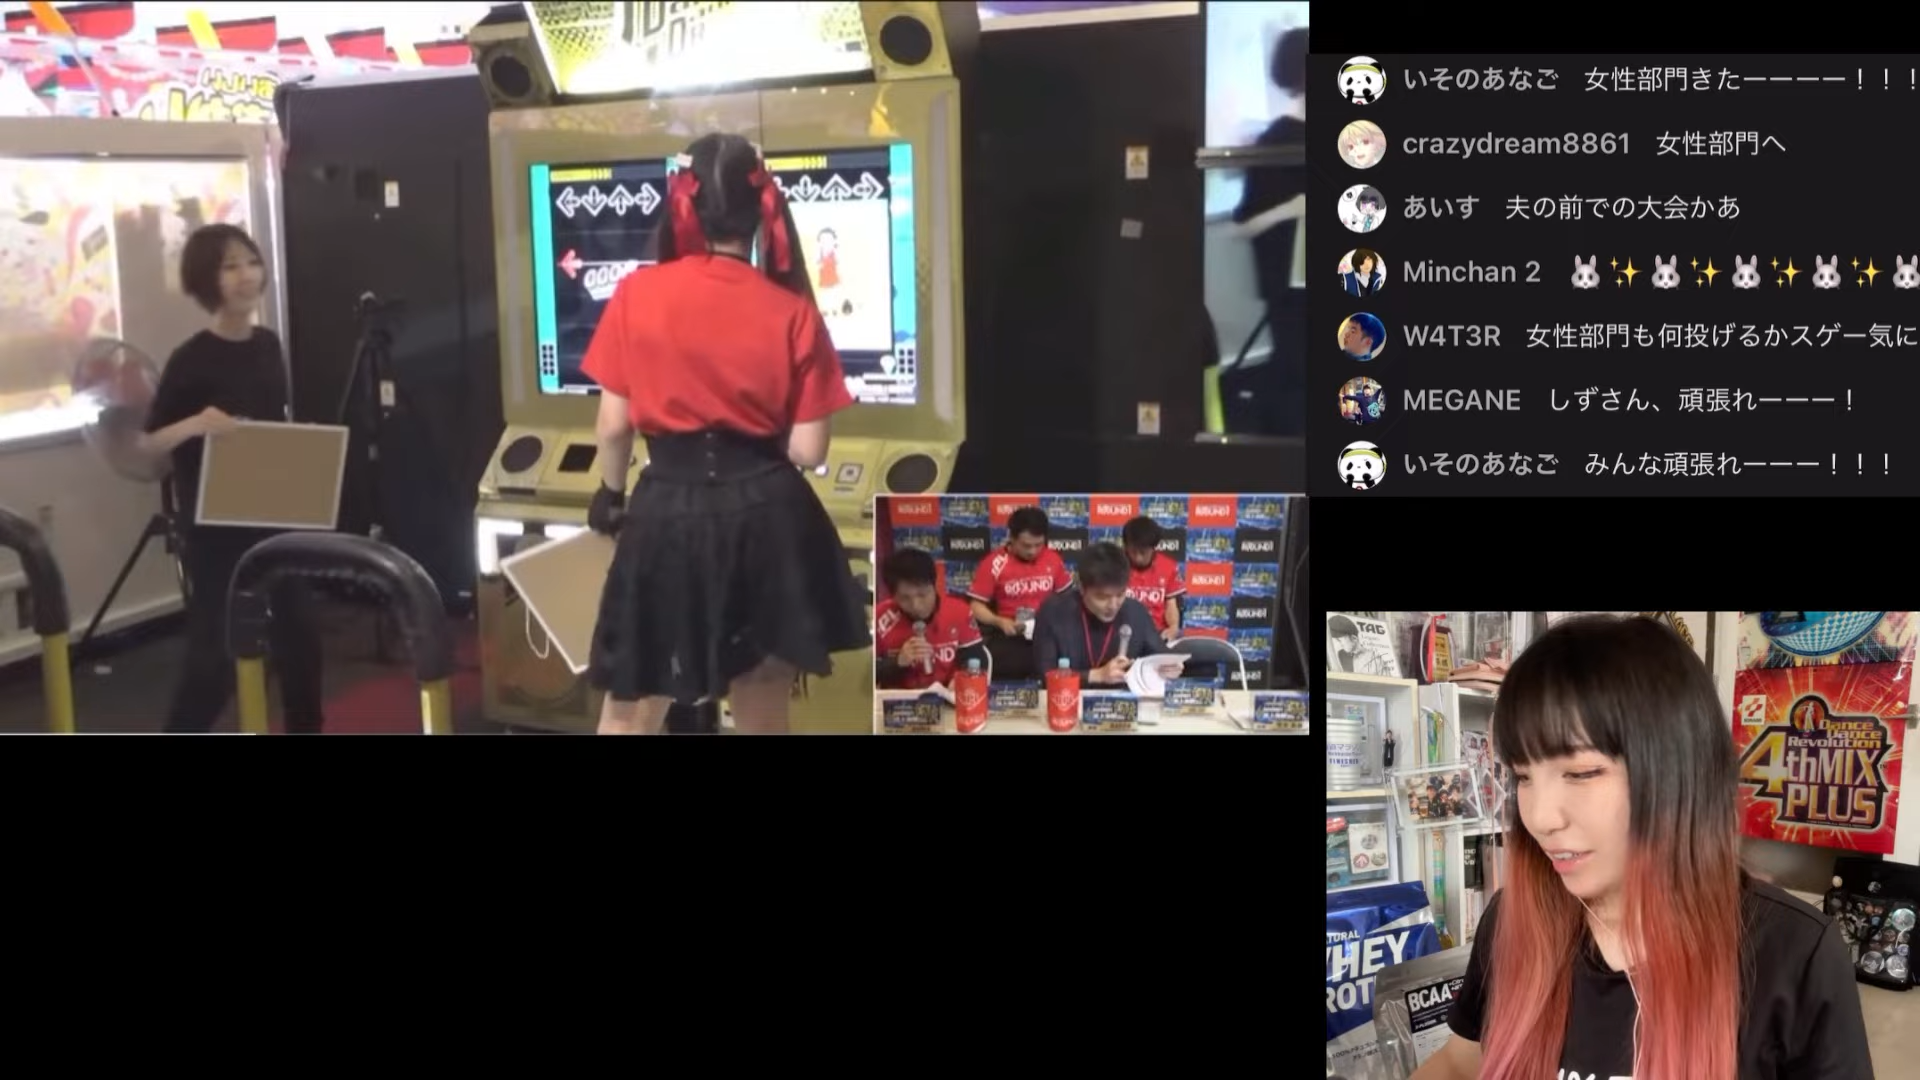 いそのあなご 女性部門きたーーーー！！！
crazydream8861 女性部門へ
あいす 夫の前での大会かあ
Minchan 2 🐰✨🐰✨🐰✨🐰✨🐰
W4T3R 女性部門も何投げるかスゲー気に
MEGANE しずさん、頑張れーーー！
いそのあなご みんな頑張れーーー！！！
ROUND1
ROUND1
TAG
KONAMI
Dance
Dance
Revolution
4thMIX
PLUS
WHEY
BCAA